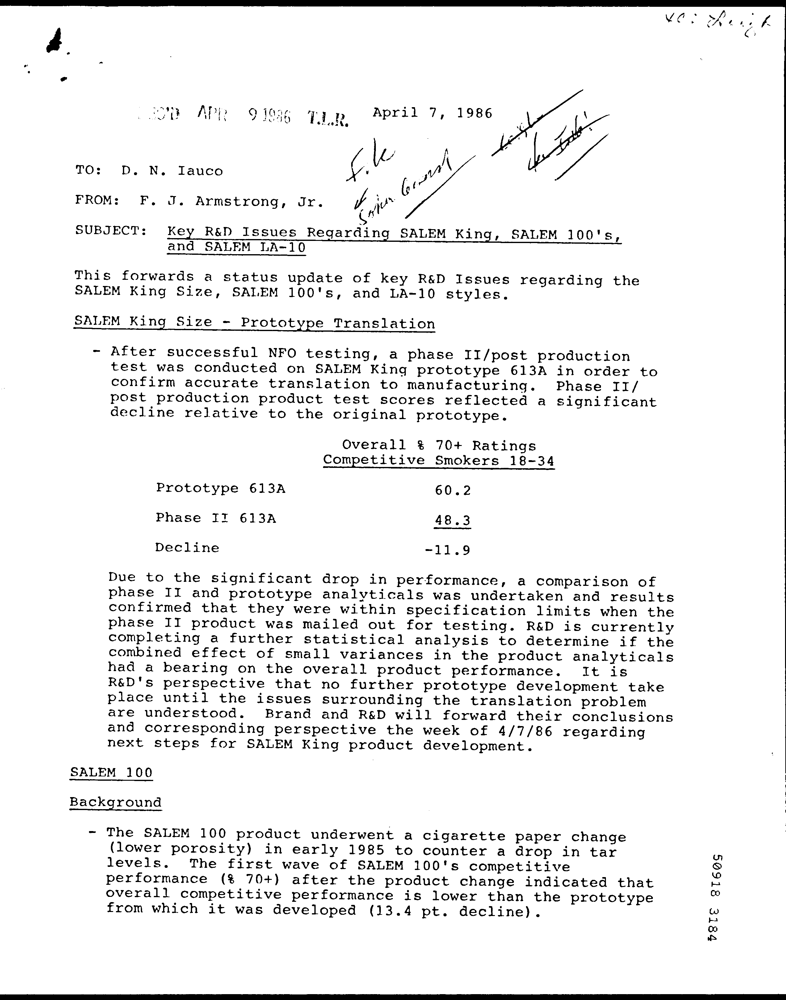 REC'D APR 9 1986 T.L.R.
April 7, 1986
TO: D. N. Iauco
FROM: F. J. Armstrong, Jr.
SUBJECT: Key R&D Issues Regarding SALEM King, SALEM 100's,
and SALEM LA-10
This forwards a status update of key R&D Issues regarding the
SALEM King Size, SALEM 100's, and LA-10 styles.
SALEM King Size - Prototype Translation
- After successful NFO testing, a phase II/post production
test was conducted on SALEM King prototype 613A in order to
confirm accurate translation to manufacturing. Phase II/
post production product test scores reflected a significant
decline relative to the original prototype.
Overall % 70+ Ratings
Competitive Smokers 18-34
Prototype 613A 60.2
Phase II 613A 48.3
Decline -11.9
Due to the significant drop in performance, a comparison of
phase II and prototype analyticals was undertaken and results
confirmed that they were within specification limits when the
phase II product was mailed out for testing. R&D is currently
completing a further statistical analysis to determine if the
combined effect of small variances in the product analyticals
had a bearing on the overall product performance. It is
R&D's perspective that no further prototype development take
place until the issues surrounding the translation problem
are understood. Brand and R&D will forward their conclusions
and corresponding perspective the week of 4/7/86 regarding
next steps for SALEM King product development.
SALEM 100
Background
- The SALEM 100 product underwent a cigarette paper change
(lower porosity) in early 1985 to counter a drop in tar
levels. The first wave of SALEM 100's competitive
performance (% 70+) after the product change indicated that
overall competitive performance is lower than the prototype
from which it was developed (13.4 pt. decline).
50918 3184